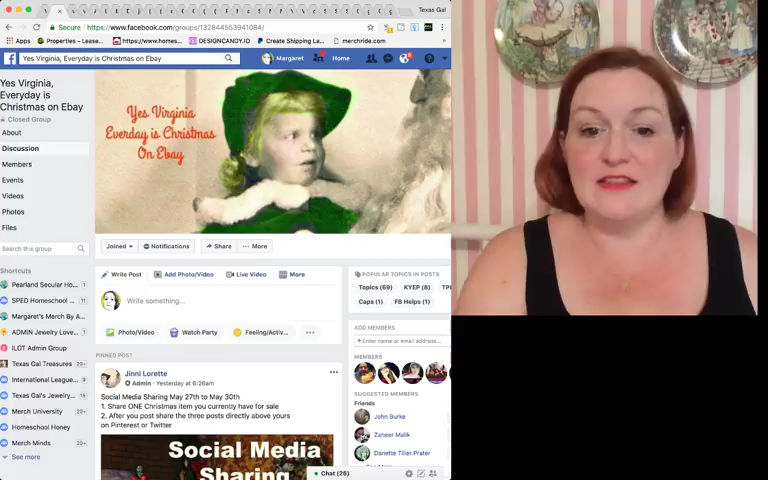 Texas Gal
Secure
https://www.facebook.com/groups/132844553941084/
Apps
Properties – Lease...
https://www.homes...
DESIGNCANDY.IO
Create Shipping La...
merchride.com
Yes Virginia, Everyday is Christmas on Ebay
Margaret
Home
Yes Virginia,
Everyday is
Christmas on Ebay
Closed Group
About
Discussion
Members
Events
Videos
Photos
Files
Search this group
Shortcuts
Pearland Secular Ho...
SPED Homeschool ...
Margaret's Merch By A...
ADMIN Jewelry Love...
ILOT Admin Group
Texas Gal Treasures 20+
International League...
Texas Gal's Jewelry...
Merch University
Homeschool Honey
Merch Minds
See more
Yes Virginia
Everday is Christmas
On Ebay
Joined
Notifications
Share
More
Write Post
Add Photo/Video
Live Video
More
Write something...
Photo/Video
Watch Party
Feeling/Activ...
PINNED POST
Jinni Lorette
Admin · Yesterday at 6:26am
Social Media Sharing May 27th to May 30th
1. Share ONE Christmas item you currently have for sale
2. After you post share the three posts directly above yours
on Pinterest or Twitter
Social Media
Sharing
POPULAR TOPICS IN POSTS
Topics (69)
KYEP (8)
Caps (1)
FB Helps (1)
ADD MEMBERS
Enter name or email address...
MEMBERS
SUGGESTED MEMBERS
Friends
John Burke
Zaheer Malik
Danette Tiller Prater
Chat (26)